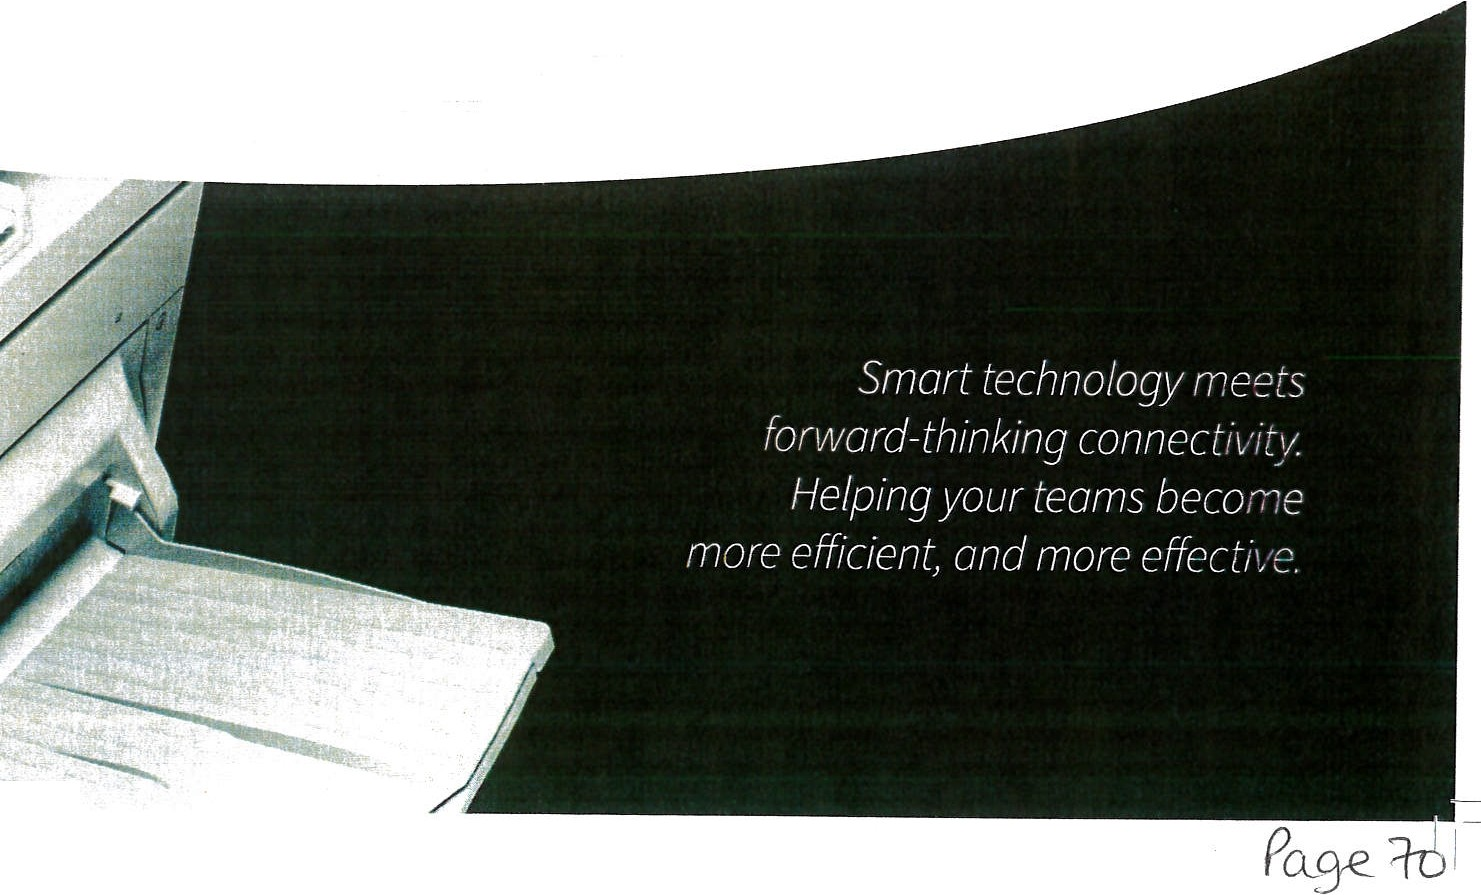 Smart technology meets
forward-thinking connectivity.
Helping your teams become
more efficient, and more effective.
Page 70